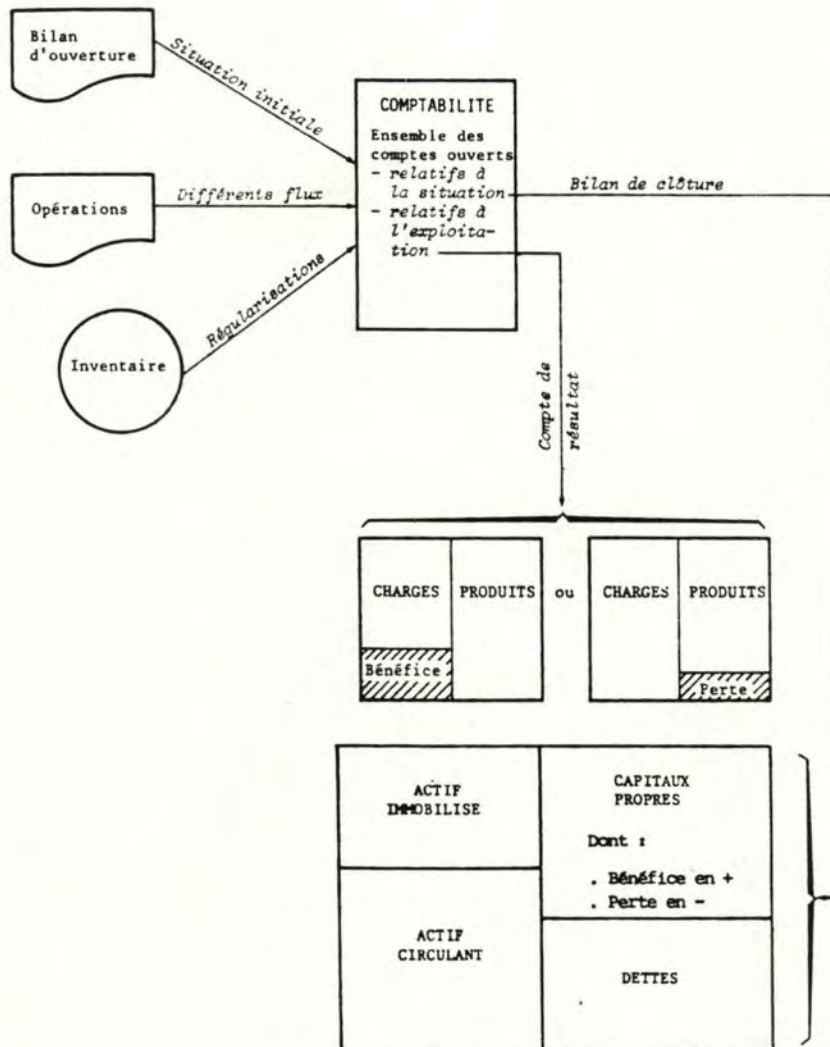 Bilan
d'ouverture
Situation initiale
COMPTABILITE
Ensemble des
comptes ouverts
- relatifs à
la situation
- relatifs à
l'exploita-
tion
Bilan de clôture
Opérations
Différents flux
Régularisations
Inventaire
Compte de
résultat
CHARGES PRODUITS ou CHARGES PRODUITS
Bénéfice
Perte
ACTIF
IMMOBILISE
CAPITAUX
PROPRES
Dont :
. Bénéfice en +
. Perte en -
ACTIF
CIRCULANT
DETTES